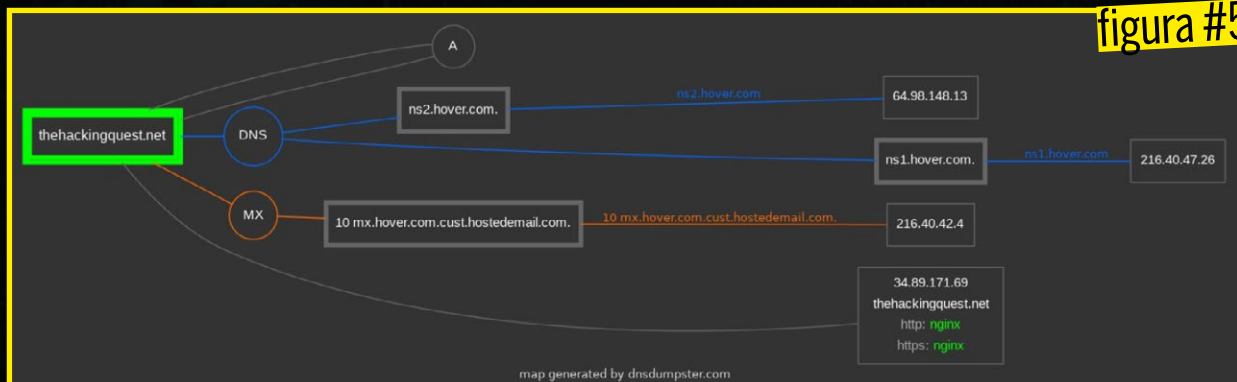 figura #5
A
ns2.hover.com.
ns2.hover.com
64.98.148.13
thehackingquest.net
DNS
ns1.hover.com.
ns1.hover.com
216.40.47.26
MX
10 mx.hover.com.cust.hostedemail.com.
10 mx.hover.com.cust.hostedemail.com.
216.40.42.4
34.89.171.69
thehackingquest.net
http: nginx
https: nginx
map generated by dnsdumpster.com